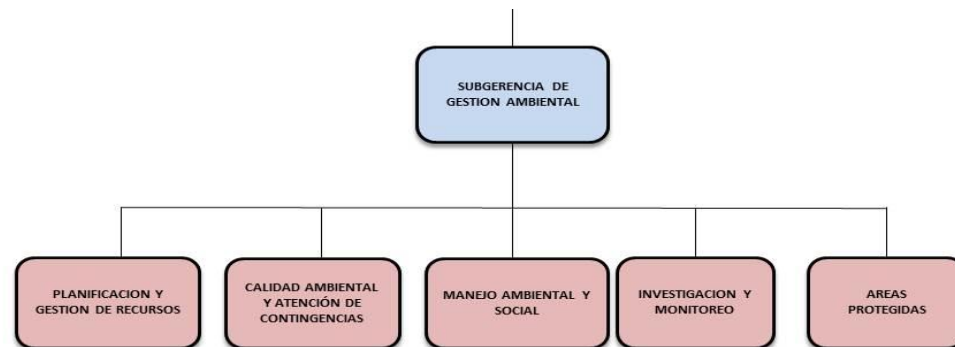 SUBGERENCIA DE
GESTION AMBIENTAL
PLANIFICACION Y
GESTION DE RECURSOS
CALIDAD AMBIENTAL
Y ATENCIÓN DE
CONTINGENCIAS
MANEJO AMBIENTAL Y
SOCIAL
INVESTIGACION Y
MONITOREO
AREAS
PROTEGIDAS